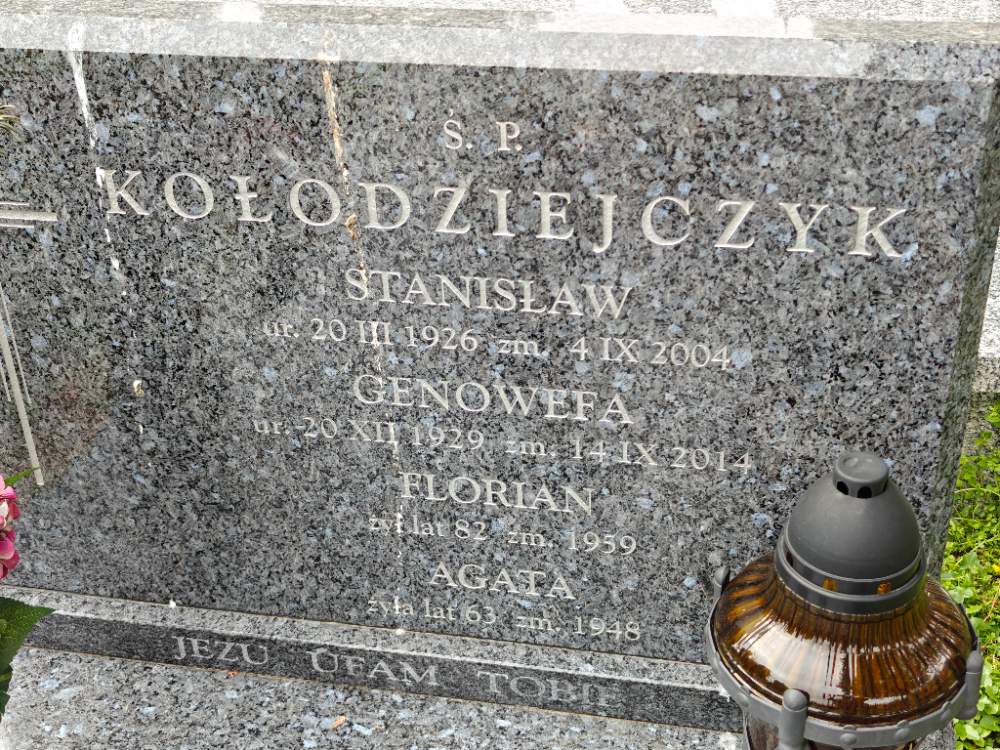 Ś. P.
KOŁODZIEJCZYK
STANISŁAW
ur. 20 III 1926 zm. 4 IX 2004
GENOWEFA
ur. 20 XII 1929 zm. 14 IX 2014
FLORIAN
żył lat 82 zm. 1959
AGATA
żyła lat 63 zm. 1948
JEZU UFAM TOBIE